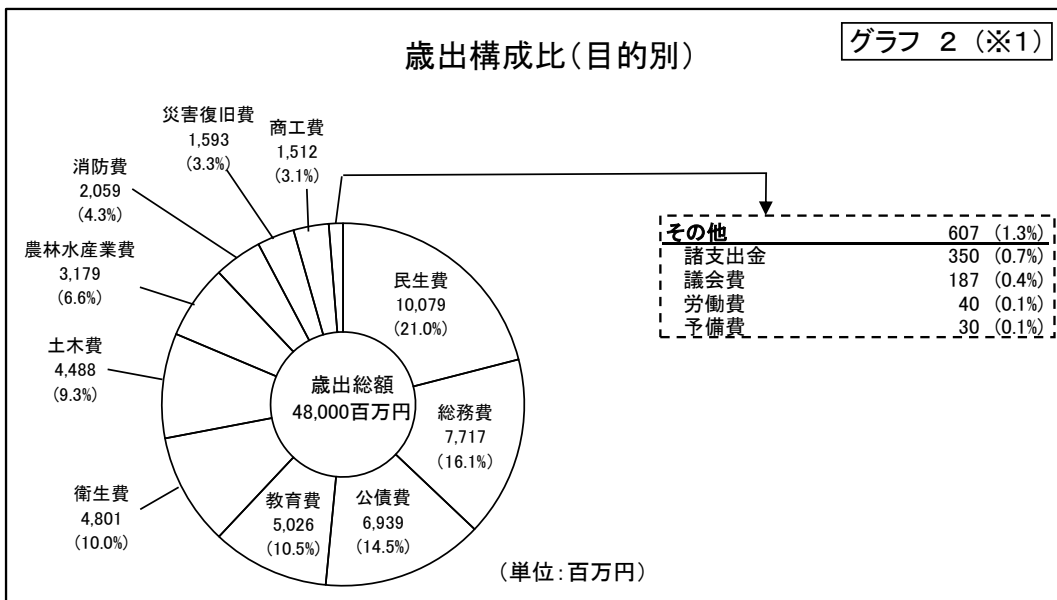 グラフ 2 (※1)
歳出構成比(目的別)
災害復旧費
1,593
(3.3%)
商工費
1,512
(3.1%)
消防費
2,059
(4.3%)
農林水産業費
3,179
(6.6%)
土木費
4,488
(9.3%)
衛生費
4,801
(10.0%)
教育費
5,026
(10.5%)
公債費
6,939
(14.5%)
総務費
7,717
(16.1%)
民生費
10,079
(21.0%)
歳出総額
48,000百万円
その他 607 (1.3%)
諸支出金 350 (0.7%)
議会費 187 (0.4%)
労働費 40 (0.1%)
予備費 30 (0.1%)
(単位:百万円)